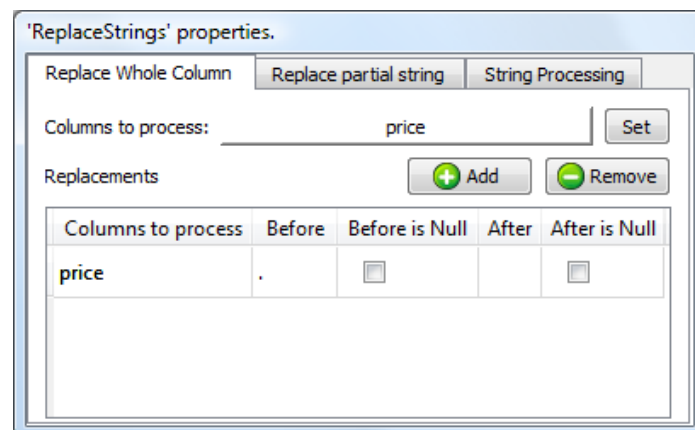 'ReplaceStrings' properties.
Replace Whole Column Replace partial string String Processing
Columns to process: price Set
Replacements Add Remove
Columns to process Before Before is Null After After is Null
price .